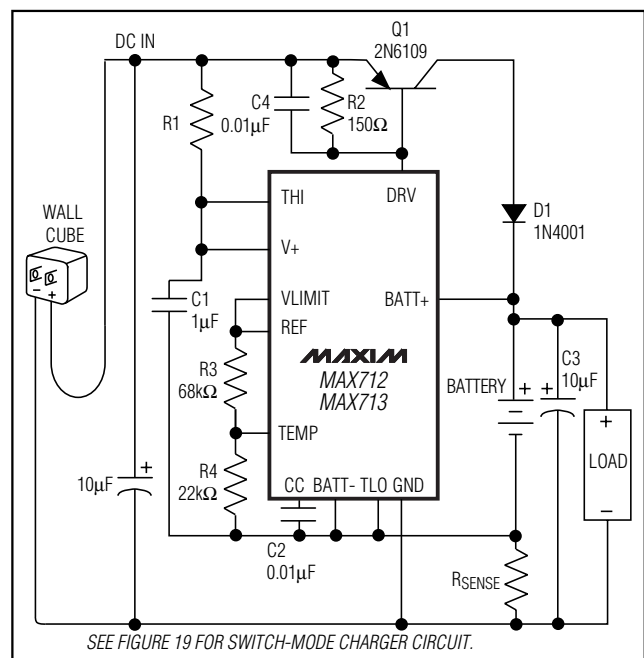 DC IN
Q1
2N6109
R1
C4
0.01µF
R2
150Ω
THI
DRV
WALL
CUBE
D1
1N4001
V+
C1
1µF
VLIMIT
BATT+
REF
R3
68kΩ
MAXIM
MAX712
MAX713
BATTERY
+
+
C3
10µF
TEMP
+
LOAD
−
R4
22kΩ
10µF
+
CC
BATT-
TLO
GND
C2
0.01µF
RSENSE
− +
SEE FIGURE 19 FOR SWITCH-MODE CHARGER CIRCUIT.